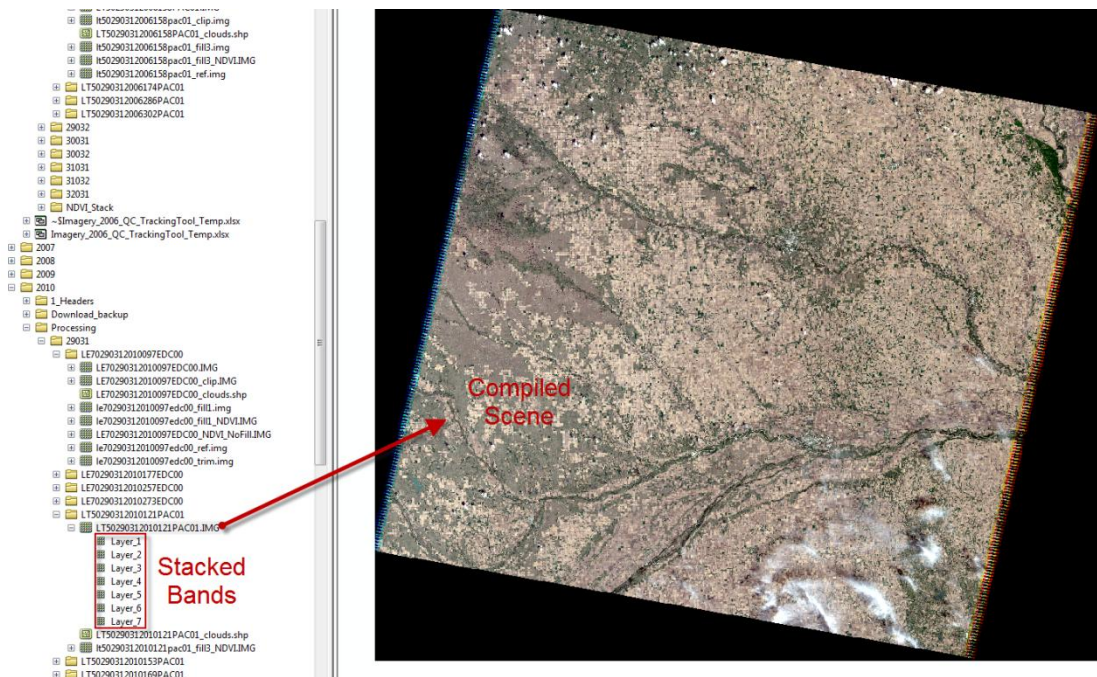 lt50290312006158pac01_clip.img
LT50290312006158PAC01_clouds.shp
lt50290312006158pac01_fill3.img
lt50290312006158pac01_fill3_NDVI.IMG
lt50290312006158pac01_ref.img
LT50290312006174PAC01
LT50290312006286PAC01
LT50290312006302PAC01
29032
30031
30032
31031
31032
32031
NDVI_Stack
~$Imagery_2006_QC_TrackingTool_Temp.xlsx
Imagery_2006_QC_TrackingTool_Temp.xlsx
2007
2008
2009
2010
1_Headers
Download_backup
Processing
29031
LE70290312010097EDC00
LE70290312010097EDC00.IMG
LE70290312010097EDC00_clip.IMG
LE70290312010097EDC00_clouds.shp
le70290312010097edc00_fill1.img
le70290312010097edc00_fill1_NDVI.IMG
LE70290312010097EDC00_NDVI_NoFill.IMG
le70290312010097edc00_ref.img
le70290312010097edc00_trim.img
LE70290312010177EDC00
LE70290312010257EDC00
LE70290312010273EDC00
LT50290312010121PAC01
LT50290312010121PAC01.IMG
Layer_1
Layer_2
Layer_3
Layer_4
Layer_5
Layer_6
Layer_7
LT50290312010121PAC01_clouds.shp
lt50290312010121pac01_fill3_NDVI.IMG
LT50290312010153PAC01
LT50290312010169PAC01
Stacked
Bands
Compiled
Scene